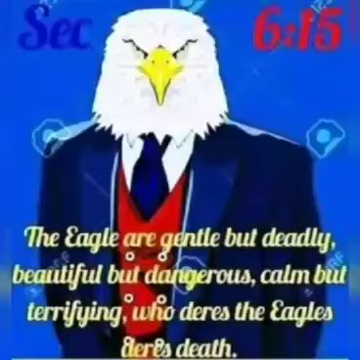 Sec 6:15
The Eagle are gentle but deadly,
beautiful but dangerous, calm but
terrifying, who deres the Eagles
deres death.